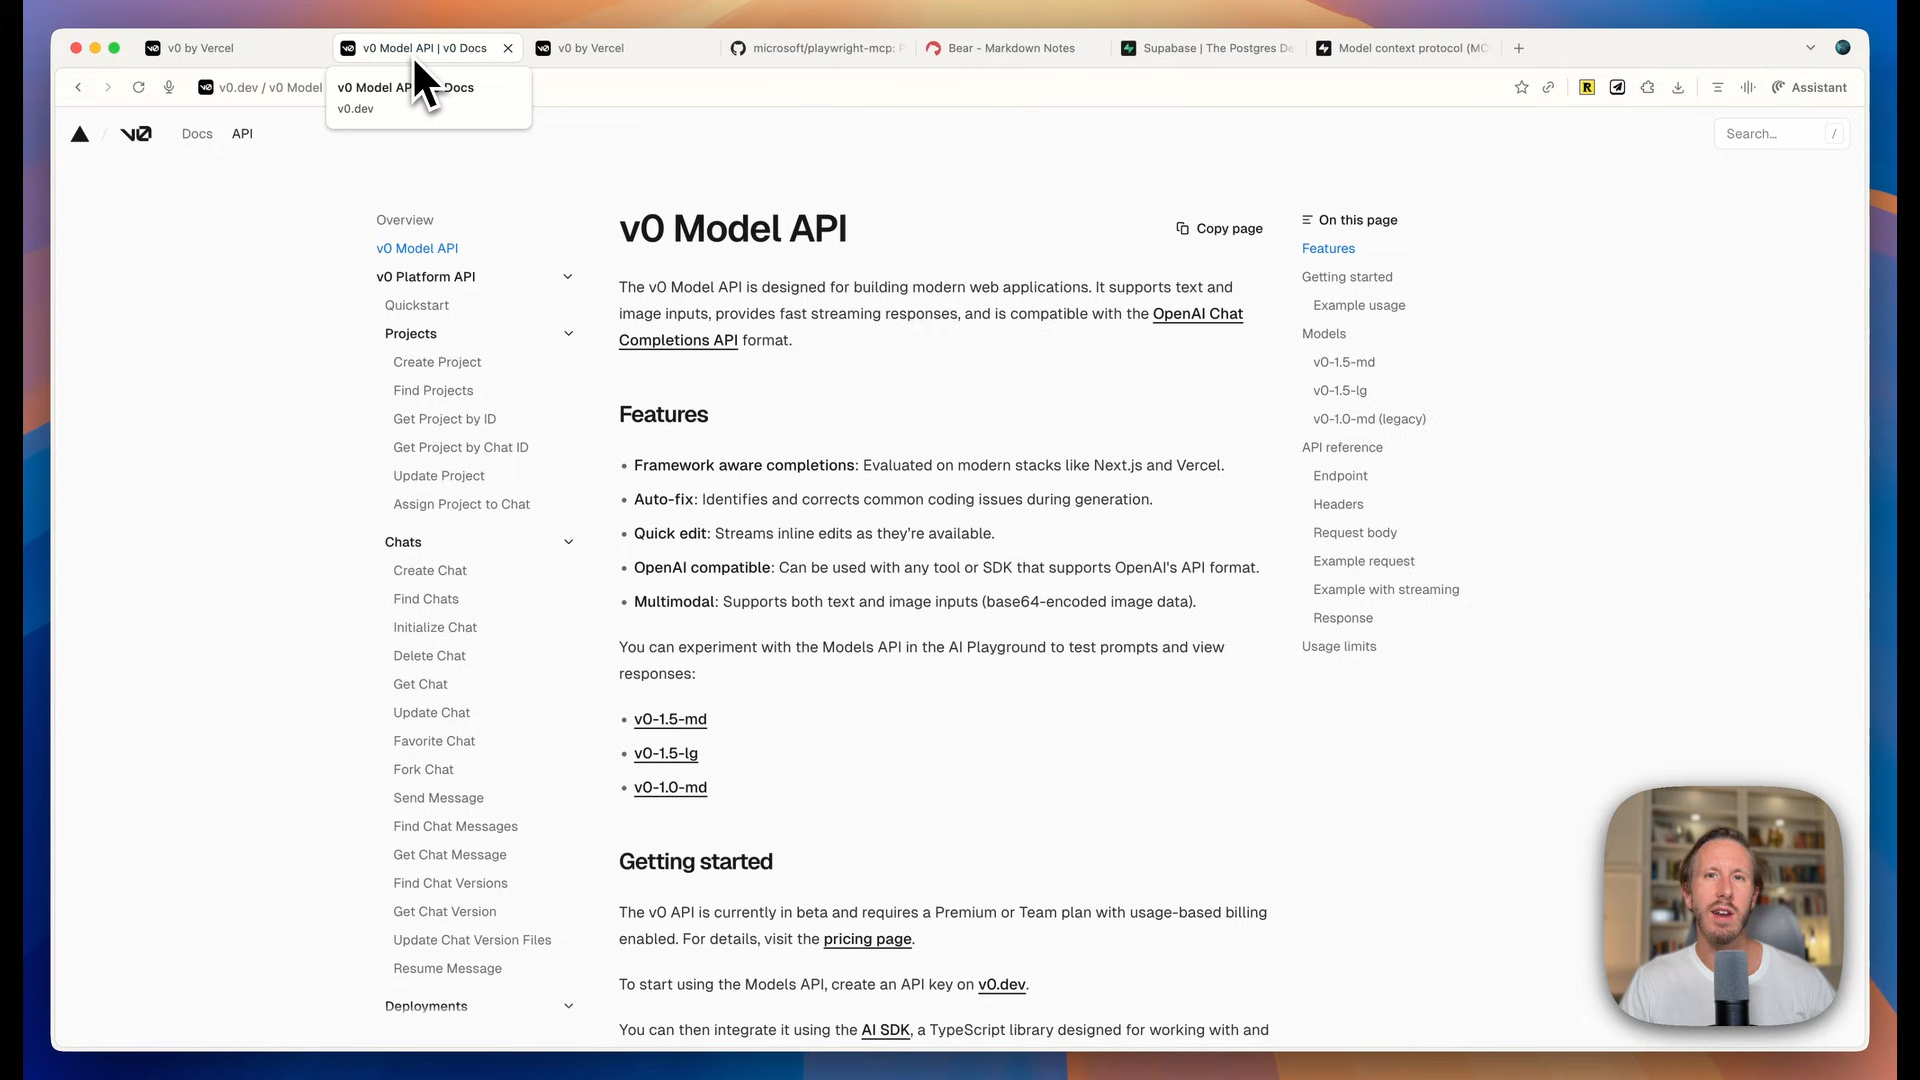 v0 by Vercel
v0 Model API | v0 Docs
v0 by Vercel
microsoft/playwright-mcp:
Bear - Markdown Notes
Supabase | The Postgres De
Model context protocol (MC
v0.dev / v0 Model
Assistant
v0 Model AP Docs
v0.dev
v0
Docs
API
Search...
/
Overview
v0 Model API
v0 Platform API
Quickstart
Projects
Create Project
Find Projects
Get Project by ID
Get Project by Chat ID
Update Project
Assign Project to Chat
Chats
Create Chat
Find Chats
Initialize Chat
Delete Chat
Get Chat
Update Chat
Favorite Chat
Fork Chat
Send Message
Find Chat Messages
Get Chat Message
Find Chat Versions
Get Chat Version
Update Chat Version Files
Resume Message
Deployments
v0 Model API
Copy page
The v0 Model API is designed for building modern web applications. It supports text and
image inputs, provides fast streaming responses, and is compatible with the OpenAI Chat
Completions API format.
Features
• Framework aware completions: Evaluated on modern stacks like Next.js and Vercel.
• Auto-fix: Identifies and corrects common coding issues during generation.
• Quick edit: Streams inline edits as they're available.
• OpenAI compatible: Can be used with any tool or SDK that supports OpenAI's API format.
• Multimodal: Supports both text and image inputs (base64-encoded image data).
You can experiment with the Models API in the AI Playground to test prompts and view
responses:
• v0-1.5-md
• v0-1.5-lg
• v0-1.0-md
Getting started
The v0 API is currently in beta and requires a Premium or Team plan with usage-based billing
enabled. For details, visit the pricing page.
To start using the Models API, create an API key on v0.dev.
You can then integrate it using the AI SDK, a TypeScript library designed for working with and
On this page
Features
Getting started
Example usage
Models
v0-1.5-md
v0-1.5-lg
v0-1.0-md (legacy)
API reference
Endpoint
Headers
Request body
Example request
Example with streaming
Response
Usage limits